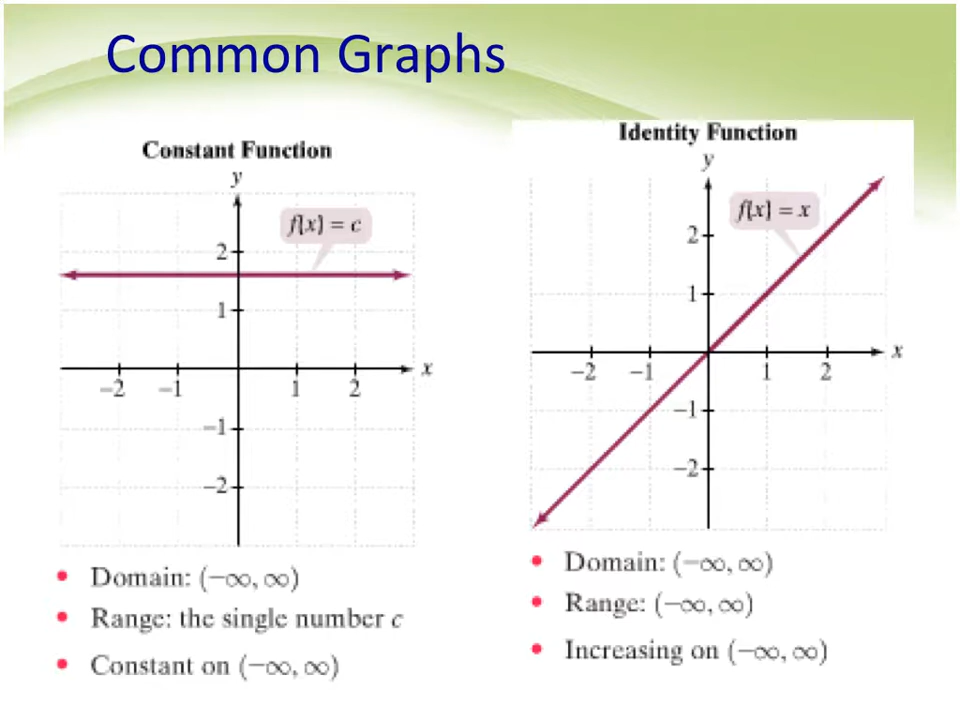 Common Graphs
Constant Function
y
f(x) = c
2
1
x
−2 −1 1 2
−1
−2
• Domain: (−∞, ∞)
• Range: the single number c
• Constant on (−∞, ∞)
Identity Function
y
f(x) = x
2
1
x
−2 −1 1 2
−1
−2
• Domain: (−∞, ∞)
• Range: (−∞, ∞)
• Increasing on (−∞, ∞)